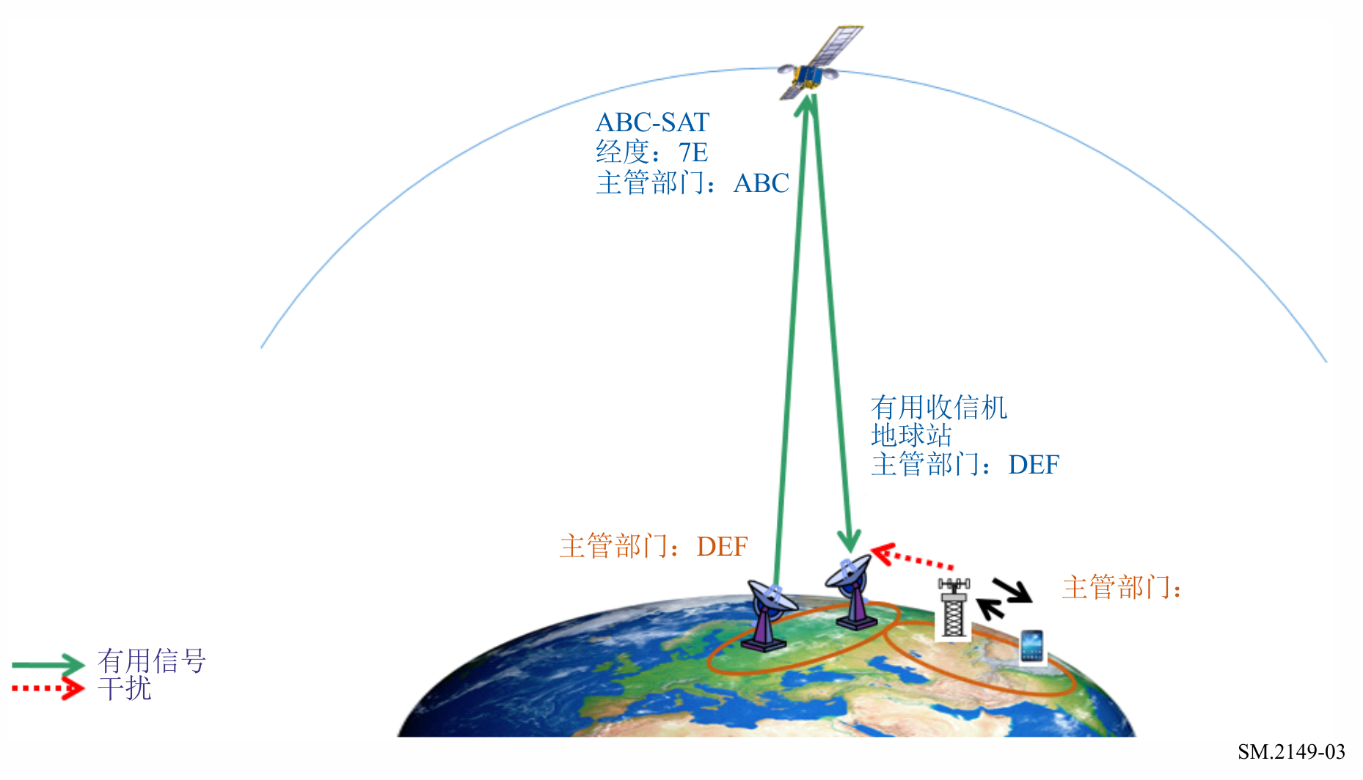 ABC-SAT
经度：7E
主管部门：ABC
有用收信机
地球站
主管部门：DEF
主管部门：DEF
主管部门：
有用信号
干扰
SM.2149-03